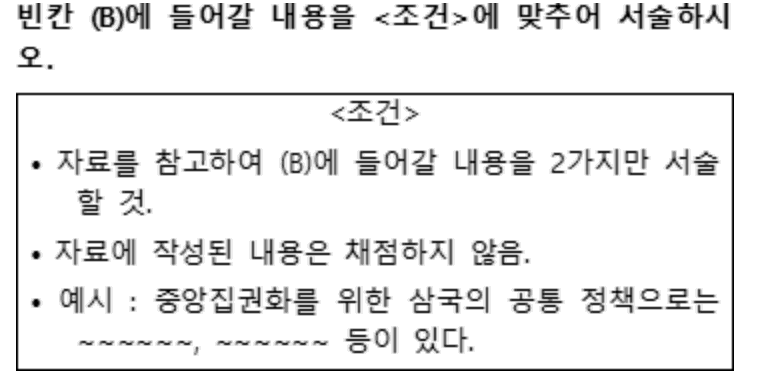 빈칸 (B)에 들어갈 내용을 <조건>에 맞추어 서술하시
오.
<조건>
• 자료를 참고하여 (B)에 들어갈 내용을 2가지만 서술
할 것.
• 자료에 작성된 내용은 채점하지 않음.
• 예시 : 중앙집권화를 위한 삼국의 공통 정책으로는
~~~~~~, ~~~~~~ 등이 있다.